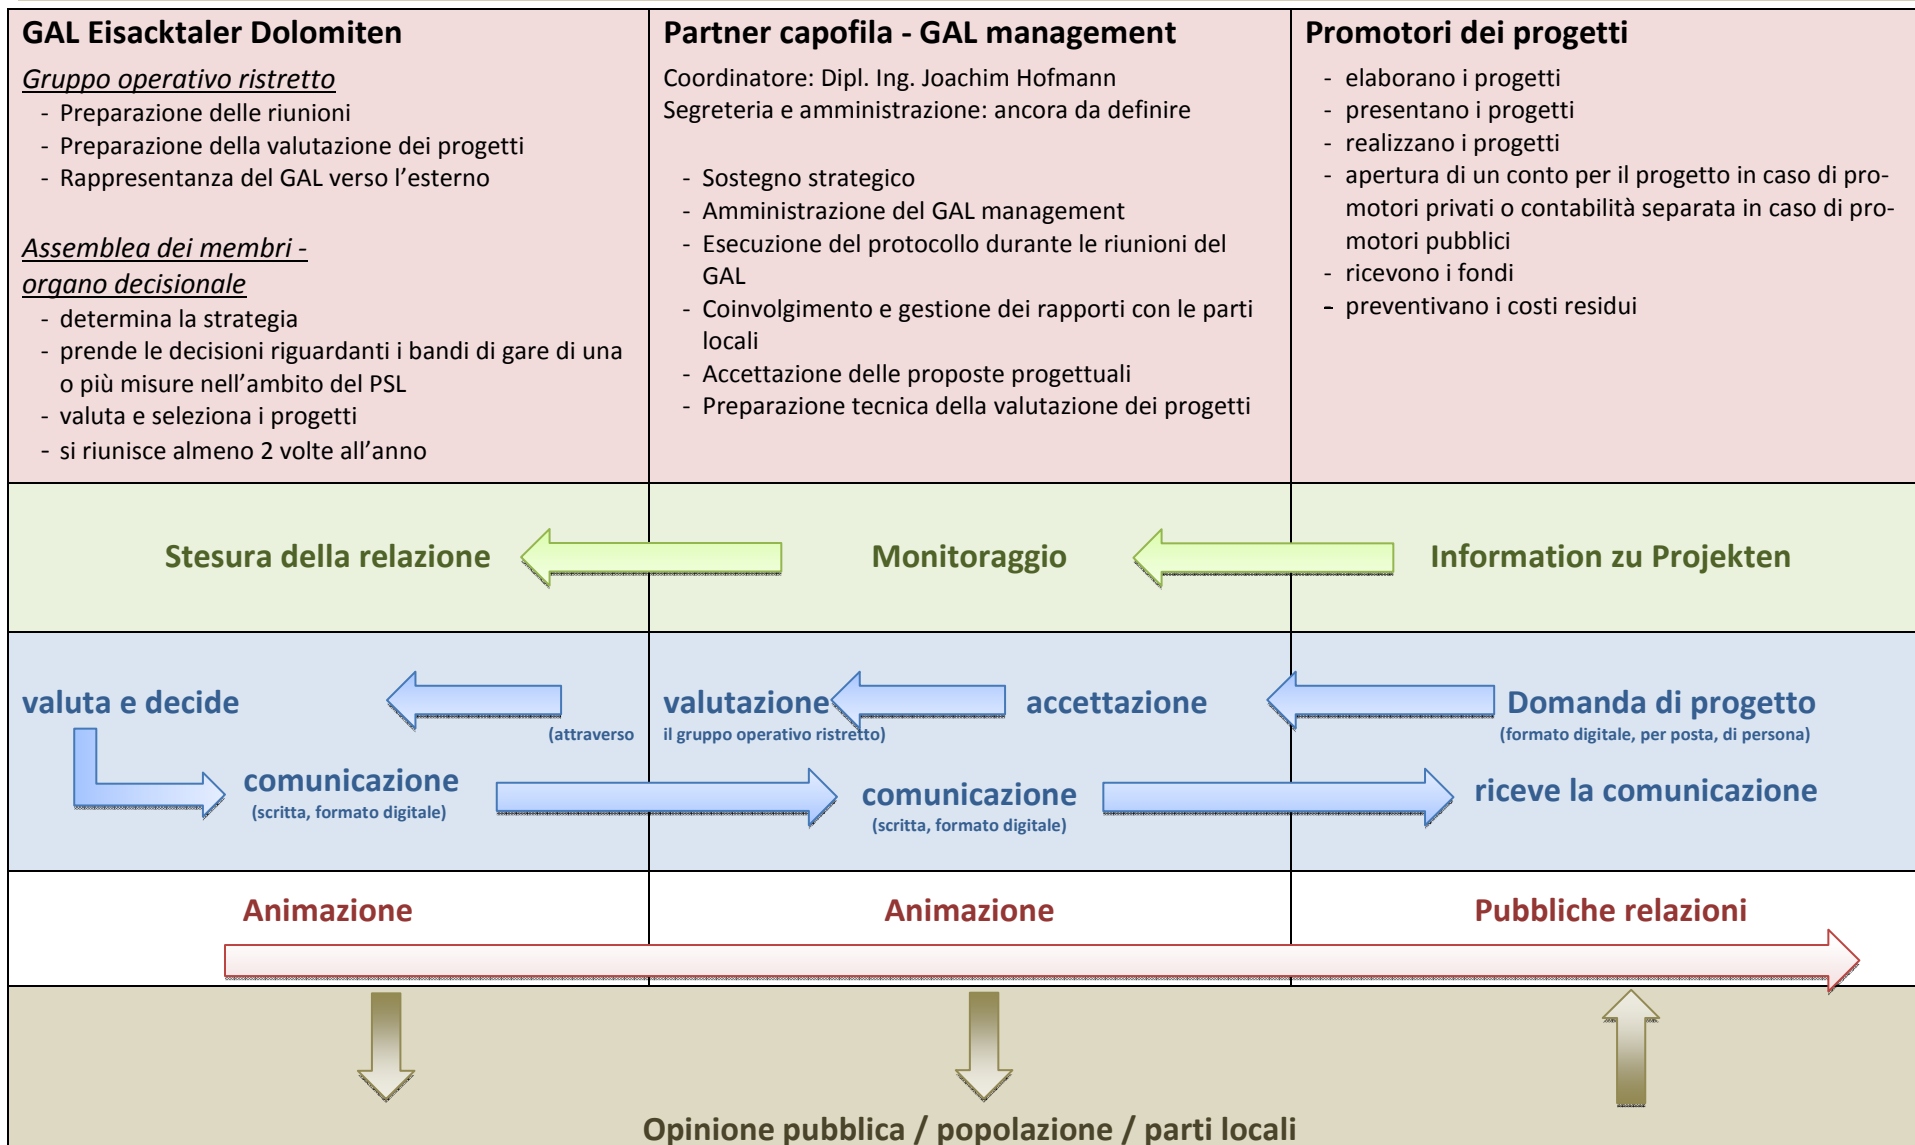 GAL Eisacktaler Dolomiten
Gruppo operativo ristretto
- Preparazione delle riunioni
- Preparazione della valutazione dei progetti
- Rappresentanza del GAL verso l’esterno
Assemblea dei membri -
organo decisionale
- determina la strategia
- prende le decisioni riguardanti i bandi di gare di una
o più misure nell’ambito del PSL
- valuta e seleziona i progetti
- si riunisce almeno 2 volte all’anno
Partner capofila - GAL management
Coordinatore: Dipl. Ing. Joachim Hofmann
Segreteria e amministrazione: ancora da definire
- Sostegno strategico
- Amministrazione del GAL management
- Esecuzione del protocollo durante le riunioni del
GAL
- Coinvolgimento e gestione dei rapporti con le parti
locali
- Accettazione delle proposte progettuali
- Preparazione tecnica della valutazione dei progetti
Promotori dei progetti
- elaborano i progetti
- presentano i progetti
- realizzano i progetti
- apertura di un conto per il progetto in caso di pro-
motori privati o contabilità separata in caso di pro-
motori pubblici
- ricevono i fondi
- preventivano i costi residui
Stesura della relazione
Monitoraggio
Information zu Projekten
valuta e decide
valutazione
accettazione
Domanda di progetto
(attraverso
il gruppo operativo ristretto)
(formato digitale, per posta, di persona)
comunicazione
(scritta, formato digitale)
comunicazione
(scritta, formato digitale)
riceve la comunicazione
Animazione
Animazione
Pubbliche relazioni
Opinione pubblica / popolazione / parti locali